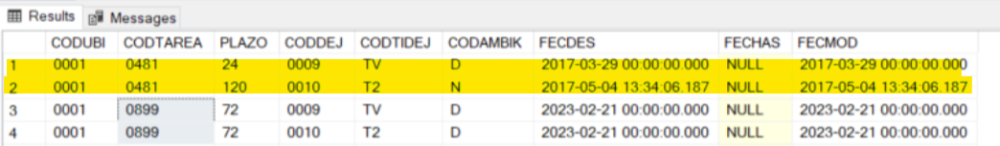 Results Messages
CODUBI CODTAREA PLAZO CODDEJ CODTIDEJ CODAMBIK FECDES FECHAS FECMOD
1 0001 0481 24 0009 TV D 2017-03-29 00:00:00.000 NULL 2017-03-29 00:00:00.000
2 0001 0481 120 0010 T2 N 2017-05-04 13:34:06.187 NULL 2017-05-04 13:34:06.187
3 0001 0899 72 0009 TV D 2023-02-21 00:00:00.000 NULL 2023-02-21 00:00:00.000
4 0001 0899 72 0010 T2 D 2023-02-21 00:00:00.000 NULL 2023-02-21 00:00:00.000